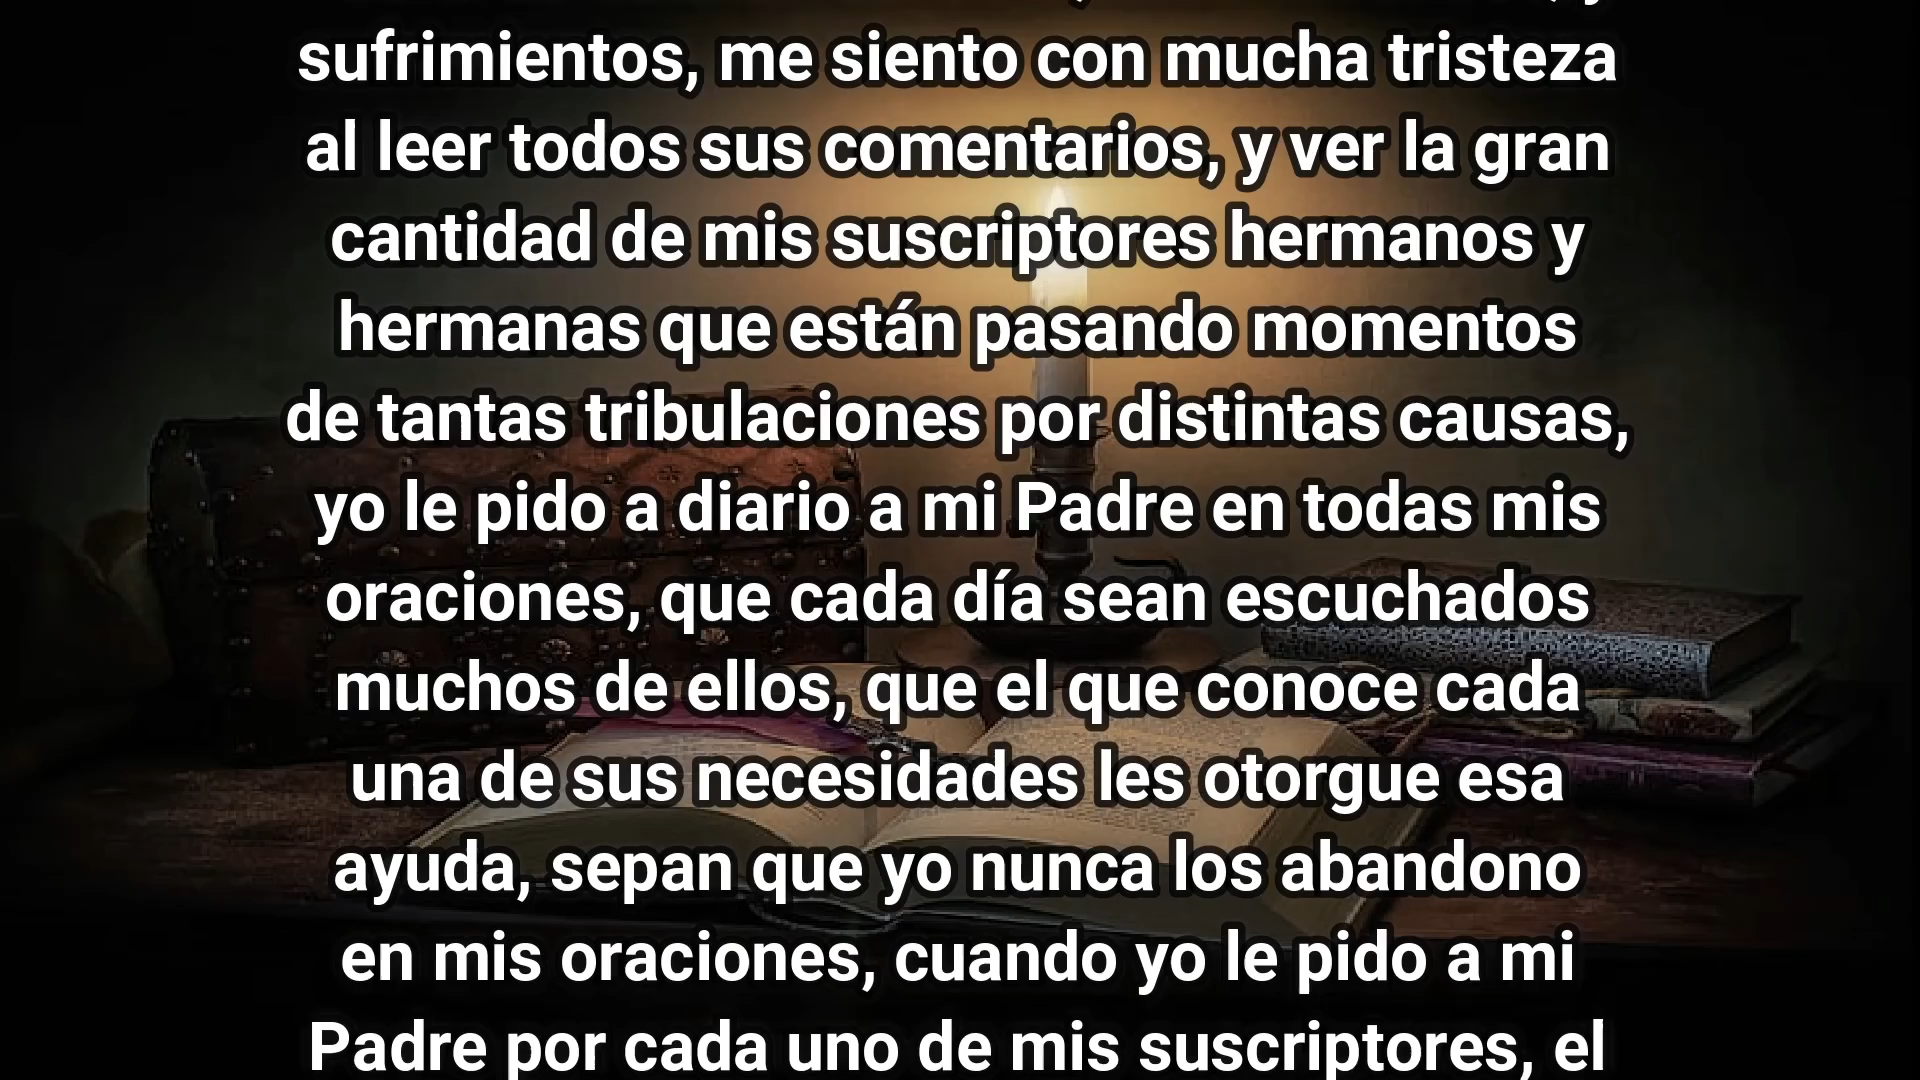 sufrimientos, me siento con mucha tristeza
al leer todos sus comentarios, y ver la gran
cantidad de mis suscriptores hermanos y
hermanas que están pasando momentos
de tantas tribulaciones por distintas causas,
yo le pido a diario a mi Padre en todas mis
oraciones, que cada día sean escuchados
muchos de ellos, que el que conoce cada
una de sus necesidades les otorgue esa
ayuda, sepan que yo nunca los abandono
en mis oraciones, cuando yo le pido a mi
Padre por cada uno de mis suscriptores, el